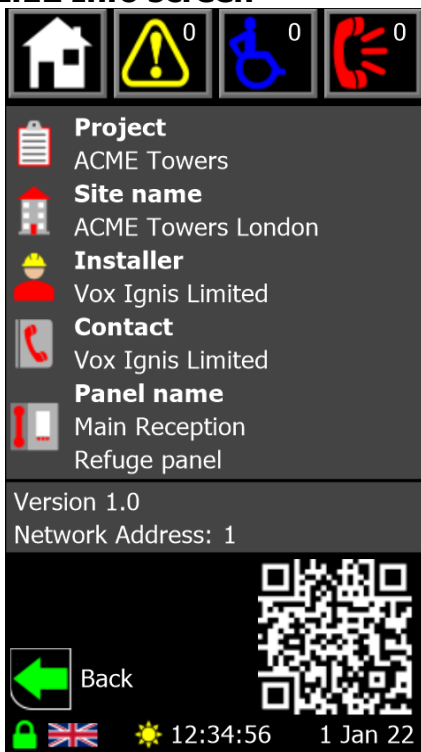 0 0 0
Project
ACME Towers
Site name
ACME Towers London
Installer
Vox Ignis Limited
Contact
Vox Ignis Limited
Panel name
Main Reception
Refuge panel
Version 1.0
Network Address: 1
Back
12:34:56 1 Jan 22